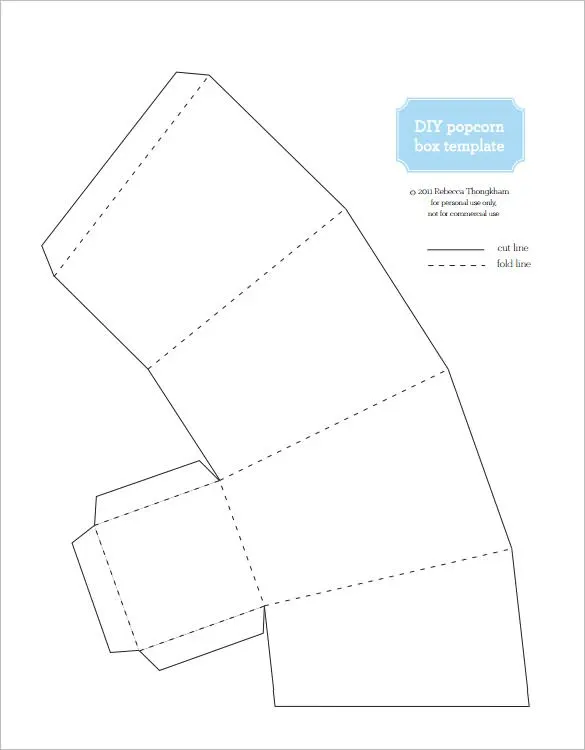 DIY popcorn
box template
© 2011 Rebecca Thongkham
for personal use only,
not for commercial use
cut line
fold line